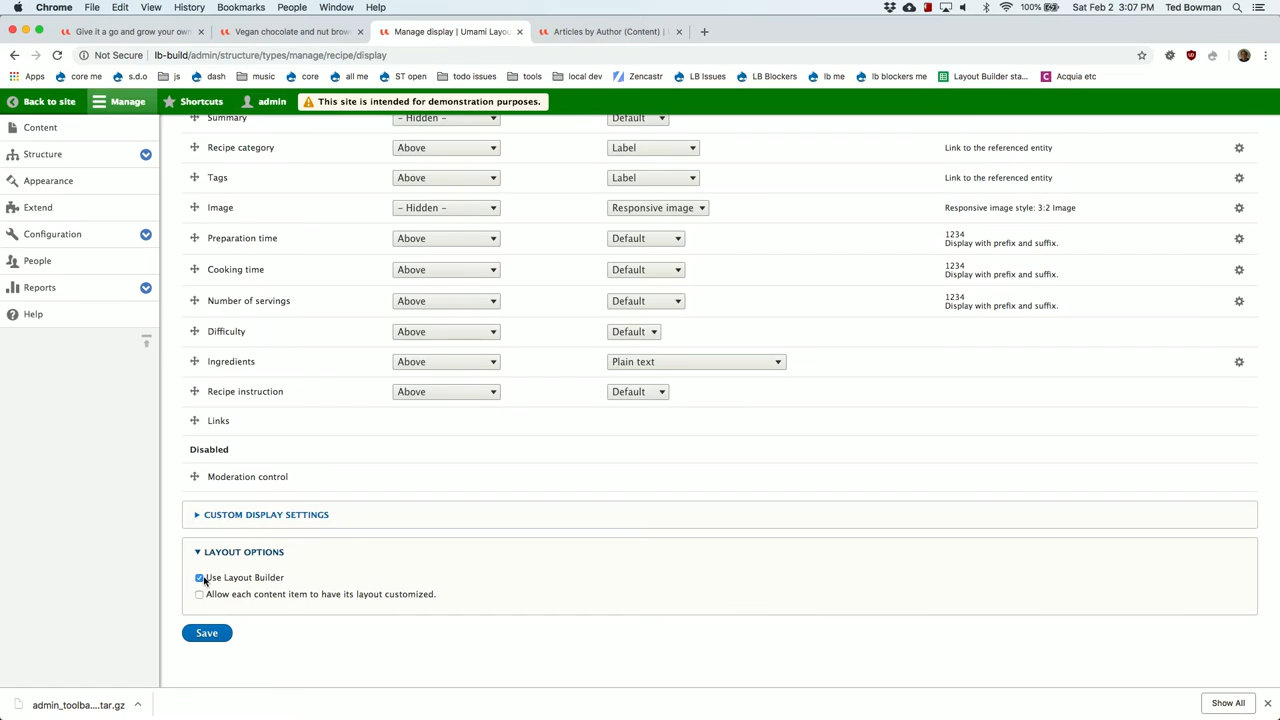 Chrome File Edit View History Bookmarks People Window Help 100% Sat Feb 2 3:07 PM Ted Bowman
Give it a go and grow your own Vegan chocolate and nut brown Manage display | Umami Layou Articles by Author (Content) |
Not Secure lb-build/admin/structure/types/manage/recipe/display
Apps core me s.d.o js dash music core all me ST open todo issues tools local dev Zencastr LB Issues LB Blockers lb me lb blockers me Layout Builder sta... Acquia etc
Back to site Manage Shortcuts admin This site is intended for demonstration purposes.
Content
Structure
Appearance
Extend
Configuration
People
Reports
Help
Summary - Hidden - Default
Recipe category Above Label Link to the referenced entity
Tags Above Label Link to the referenced entity
Image - Hidden - Responsive image Responsive image style: 3:2 Image
Preparation time Above Default 1234
Display with prefix and suffix.
Cooking time Above Default 1234
Display with prefix and suffix.
Number of servings Above Default 1234
Display with prefix and suffix.
Difficulty Above Default
Ingredients Above Plain text
Recipe instruction Above Default
Links
Disabled
Moderation control
CUSTOM DISPLAY SETTINGS
LAYOUT OPTIONS
Use Layout Builder
Allow each content item to have its layout customized.
Save
admin_toolba....tar.gz Show All